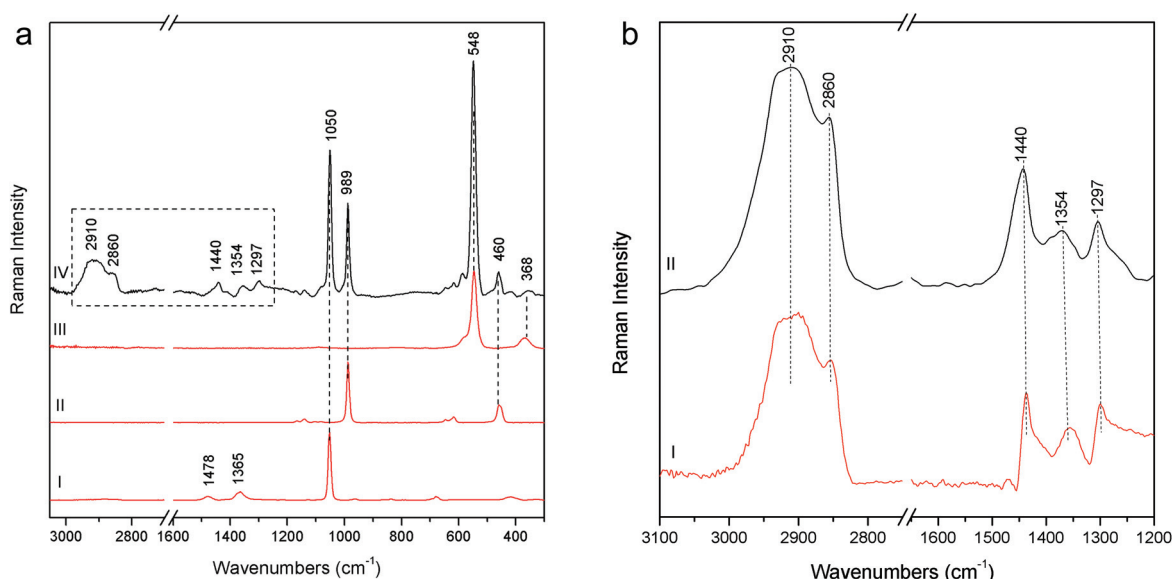 a
548
1050
989
2910
2860
1440
1354
1297
460
368
IV
III
II
1478
1365
I
Raman Intensity
3000 2800 1600 1400 1200 1000 800 600 400
Wavenumbers (cm⁻¹)
b
2910
2860
1440
1354
1297
II
I
Raman Intensity
3100 3000 2900 2800 1500 1400 1300 1200
Wavenumbers (cm⁻¹)